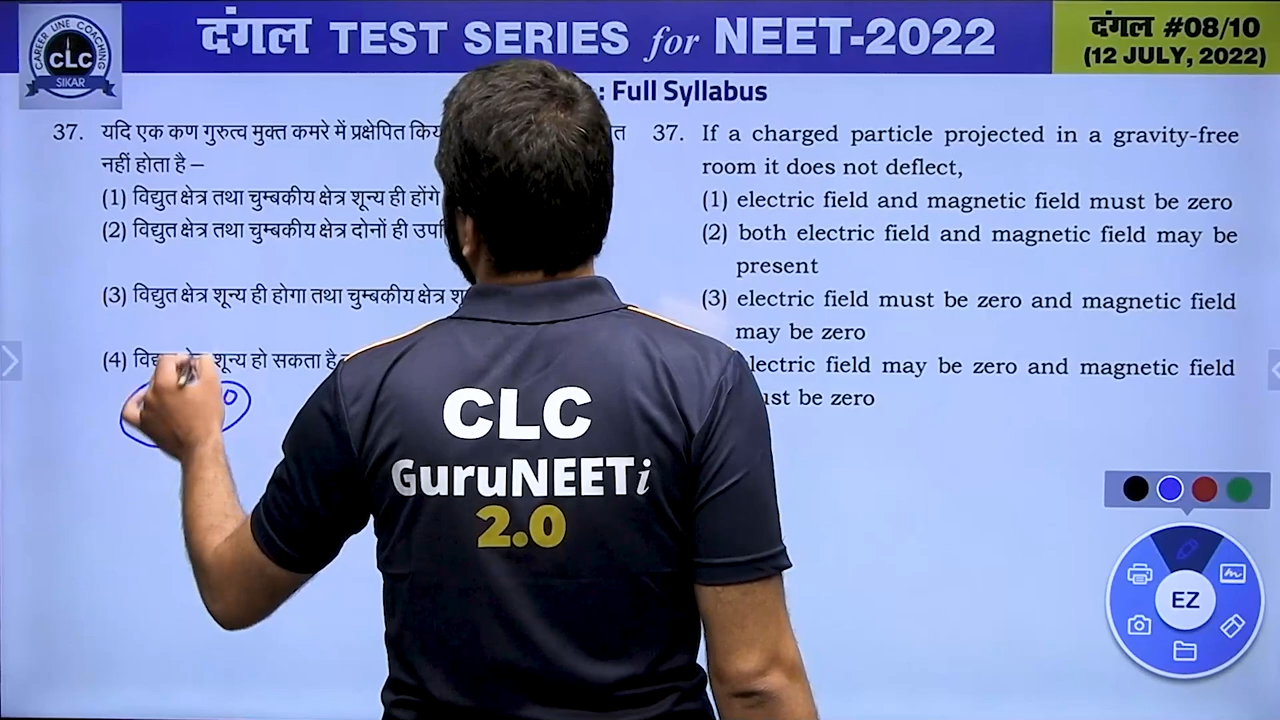 CAREER LINE COACHING
CLC
SIKAR
दंगल TEST SERIES for NEET-2022
दंगल #08/10
(12 JULY, 2022)
: Full Syllabus
37. यदि एक कण गुरुत्व मुक्त कमरे में प्रक्षेपित
नहीं होता है –
(1) विद्युत क्षेत्र तथा चुम्बकीय क्षेत्र शून्य ही होंगे
(2) विद्युत क्षेत्र तथा चुम्बकीय क्षेत्र दोनों ही
(3) विद्युत क्षेत्र शून्य ही होगा तथा चुम्बकीय क्षेत्र
(4) शून्य हो सकता है
37. If a charged particle projected in a gravity-free
room it does not deflect,
(1) electric field and magnetic field must be zero
(2) both electric field and magnetic field may be
present
(3) electric field must be zero and magnetic field
may be zero
field may be zero and magnetic field
be zero
CLC
GuruNEETi
2.0
EZ